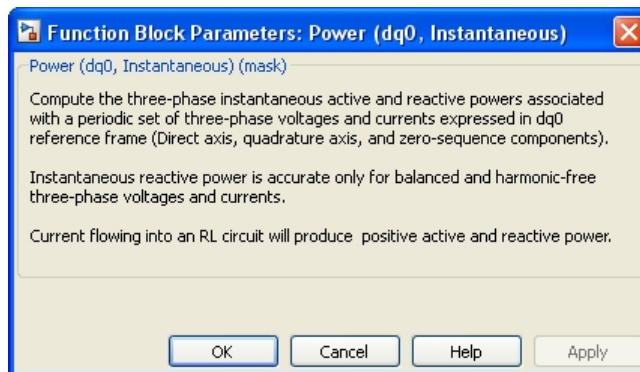 Function Block Parameters: Power (dq0, Instantaneous)
Power (dq0, Instantaneous) (mask)
Compute the three-phase instantaneous active and reactive powers associated
with a periodic set of three-phase voltages and currents expressed in dq0
reference frame (Direct axis, quadrature axis, and zero-sequence components).
Instantaneous reactive power is accurate only for balanced and harmonic-free
three-phase voltages and currents.
Current flowing into an RL circuit will produce positive active and reactive power.
OK
Cancel
Help
Apply